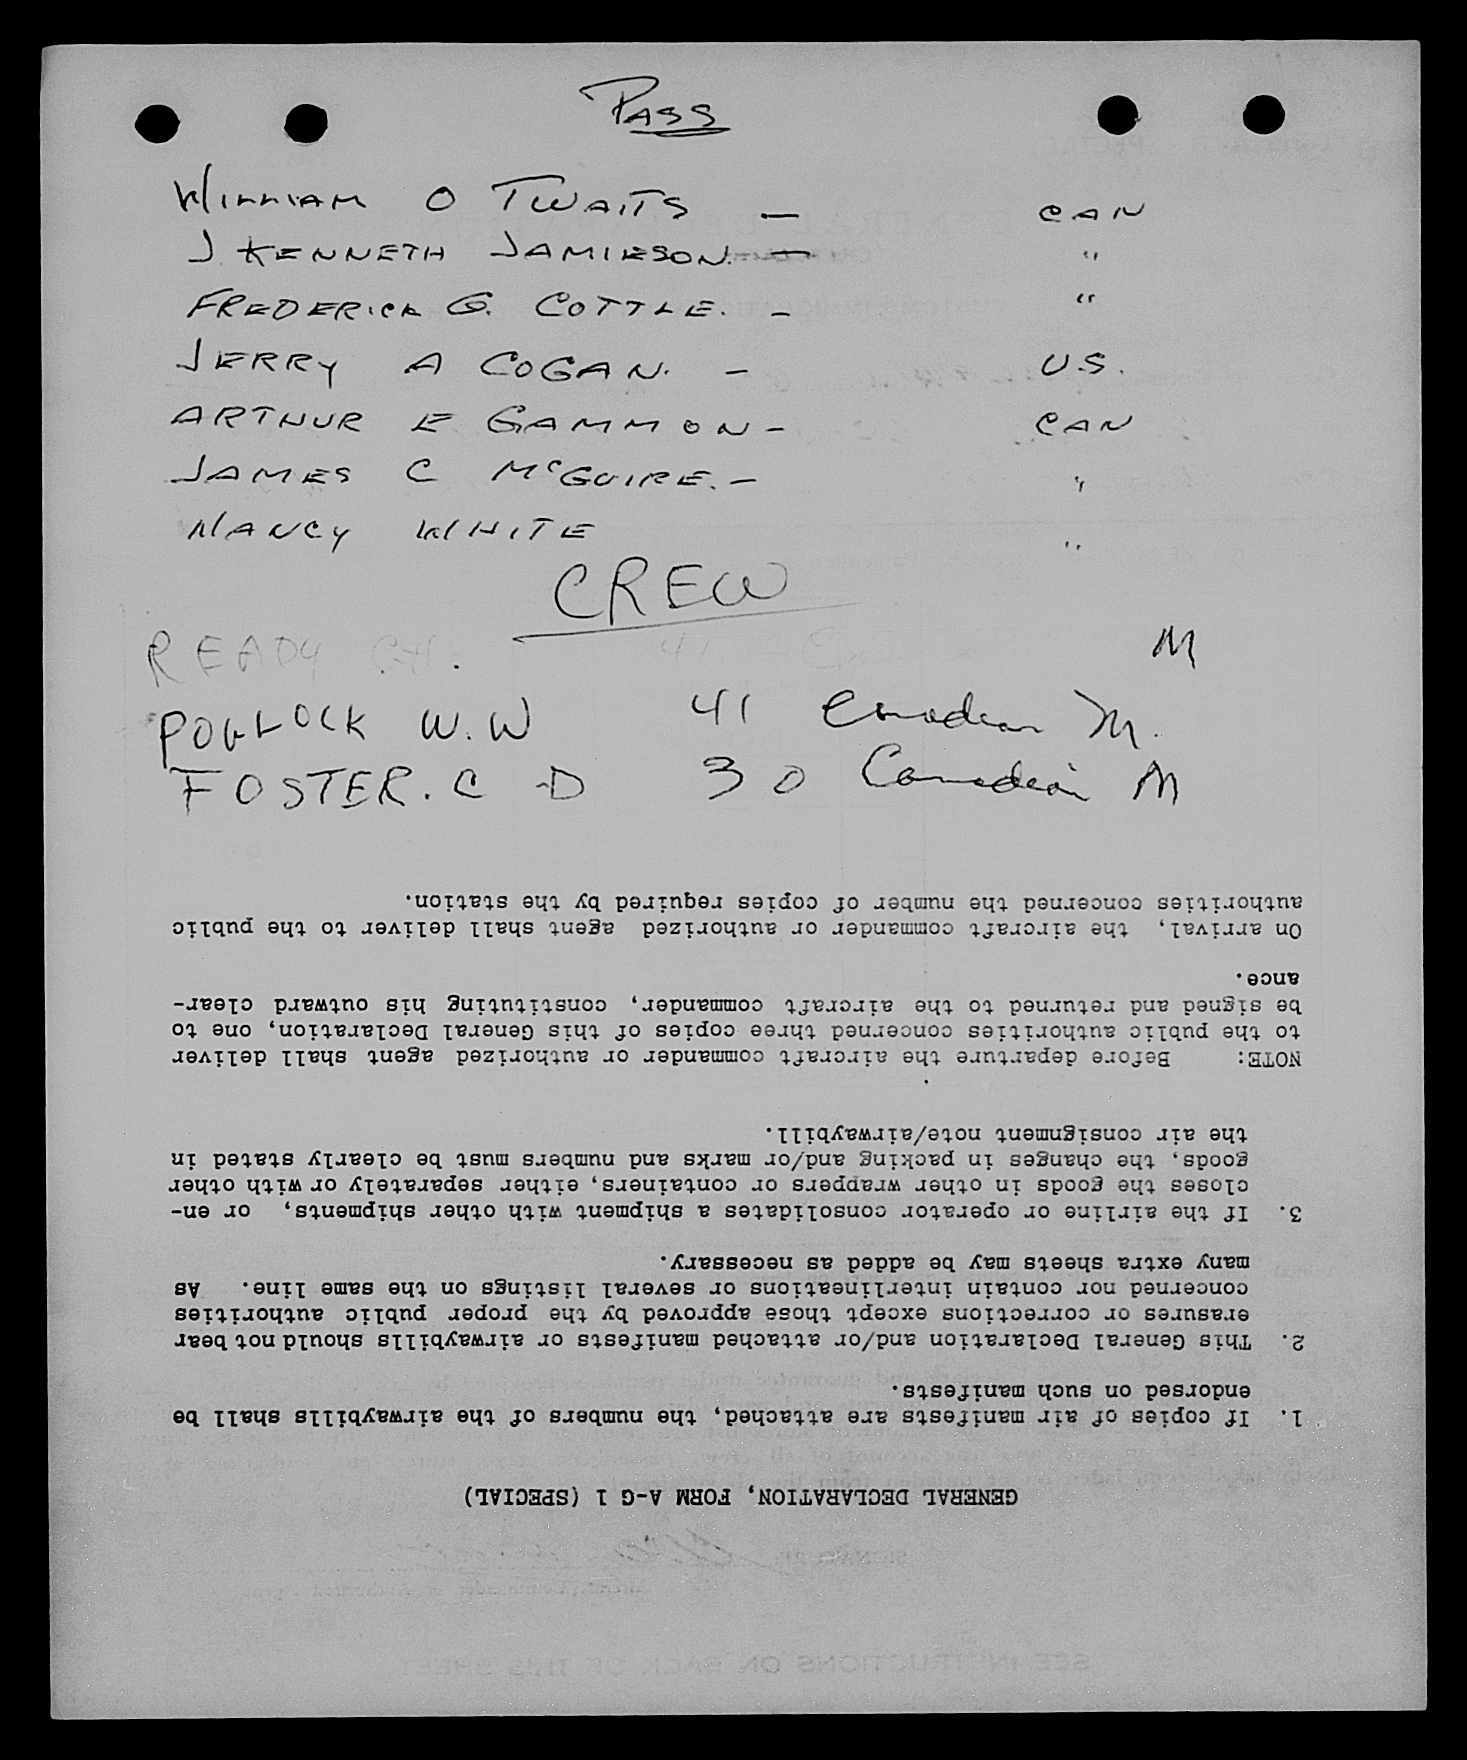 PASS
WILLIAM O TWAITS — CAN
J. KENNETH JAMIESON. — "
FREDERICK G. COTTLE. - "
JERRY A COGAN. - U.S.
ARTHUR E GAMMON - CAN
JAMES C McGUIRE. - "
NANCY WHITE "
CREW
READY C.H. 41 M
POLLOCK W.W 41 Canadian M.
FOSTER. C D 30 Canadian M
GENERAL DECLARATION, FORM A-G 1 (SPECIAL)
1. If copies of air manifests are attached, the numbers of the airwaybills shall be
endorsed on such manifests.
2. This General Declaration and/or attached manifests or airwaybills should not bear
erasures or corrections except those approved by the proper public authorities
concerned nor contain interlineations or several listings on the same line. As
many extra sheets may be added as necessary.
3. If the airline or operator consolidates a shipment with other shipments, or en-
closes the goods in other wrappers or containers, either separately or with other
goods, the changes in packing and/or marks and numbers must be clearly stated in
the air consignment note/airwaybill.
NOTE: Before departure the aircraft commander or authorized agent shall deliver
to the public authorities concerned three copies of this General Declaration, one to
be signed and returned to the aircraft commander, constituting his outward clear-
ance.
On arrival, the aircraft commander or authorized agent shall deliver to the public
authorities concerned the number of copies required by the station.
SEE INSTRUCTIONS ON BACK OF THIS SHEET